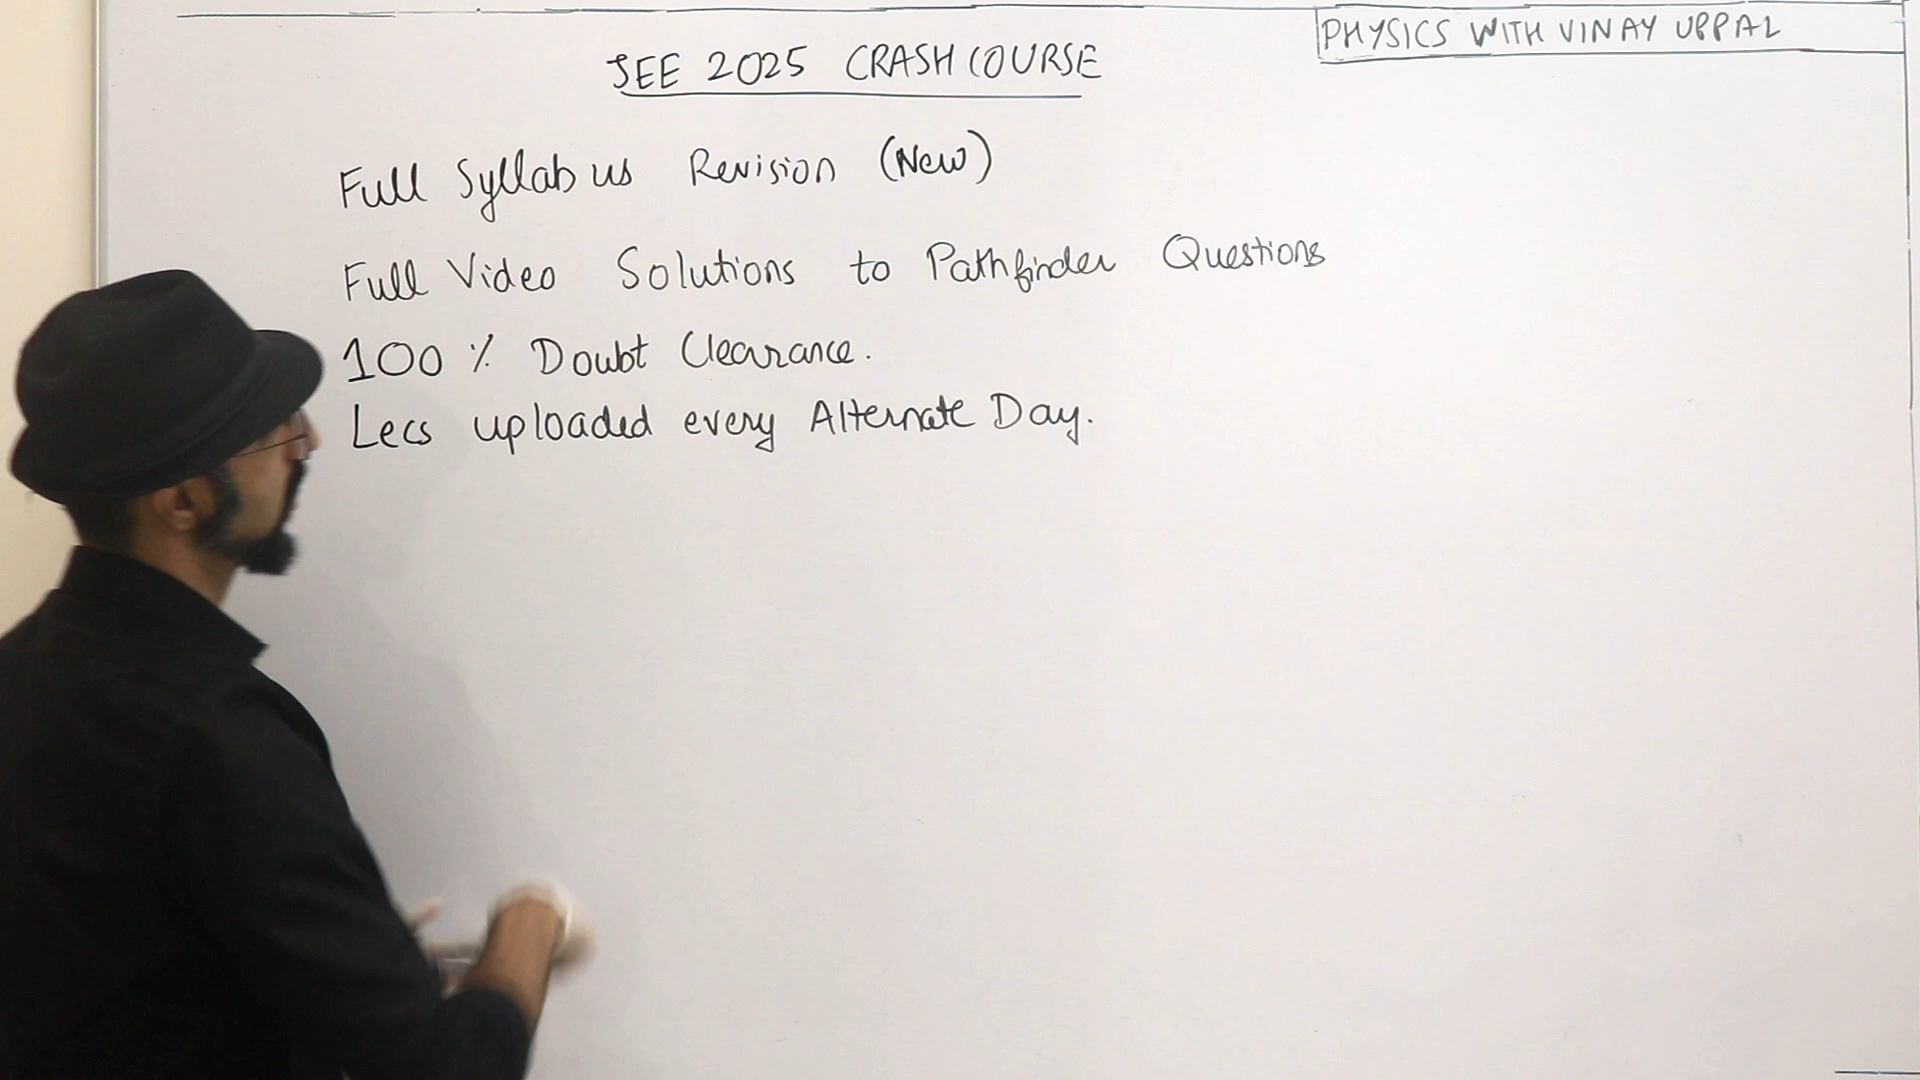 PHYSICS WITH VINAY UPPAL
JEE 2025 CRASH COURSE
Full Syllabus Revision (New)
Full Video Solutions to Pathfinder Questions
100 % Doubt Clearance.
Lecs uploaded every Alternate Day.